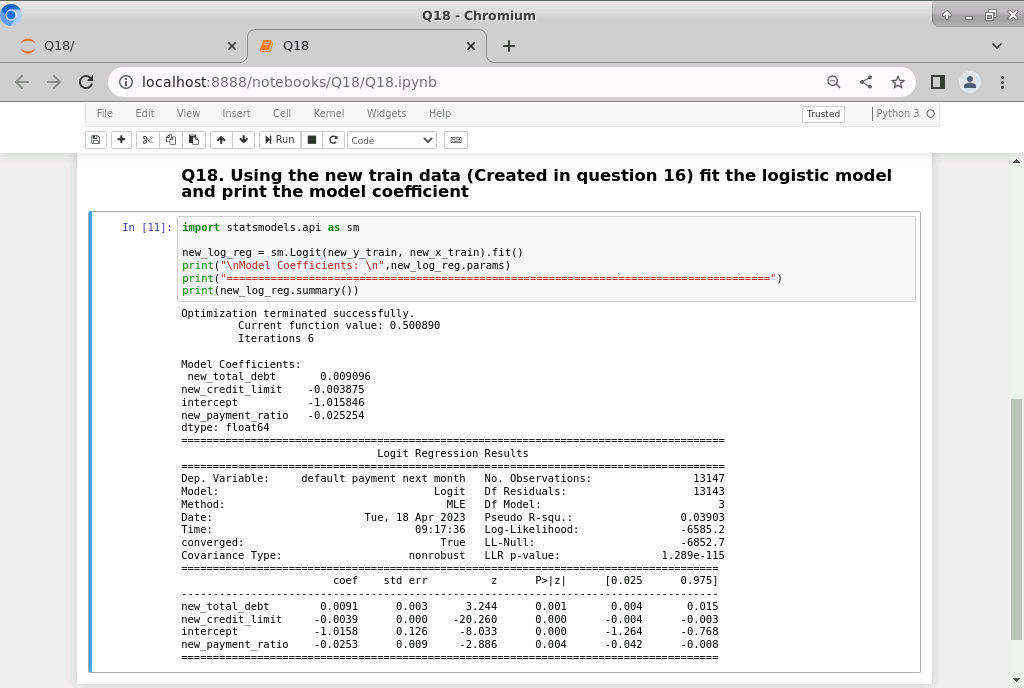 Q18 - Chromium
Q18/
Q18
localhost:8888/notebooks/Q18/Q18.ipynb
File Edit View Insert Cell Kernel Widgets Help Trusted Python 3
Run Code
Q18. Using the new train data (Created in question 16) fit the logistic model
and print the model coefficient
In [11]: import statsmodels.api as sm
new_log_reg = sm.Logit(new_y_train, new_x_train).fit()
print("\nModel Coefficients: \n",new_log_reg.params)
print("======================================================================================")
print(new_log_reg.summary())
Optimization terminated successfully.
Current function value: 0.500890
Iterations 6
Model Coefficients:
new_total_debt 0.009096
new_credit_limit -0.003875
intercept -1.015846
new_payment_ratio -0.025254
dtype: float64
======================================================================================
Logit Regression Results
======================================================================================
Dep. Variable: default payment next month No. Observations: 13147
Model: Logit Df Residuals: 13143
Method: MLE Df Model: 3
Date: Tue, 18 Apr 2023 Pseudo R-squ.: 0.03903
Time: 09:17:36 Log-Likelihood: -6585.2
converged: True LL-Null: -6852.7
Covariance Type: nonrobust LLR p-value: 1.289e-115
=====================================================================================
coef std err z P>|z| [0.025 0.975]
-------------------------------------------------------------------------------------
new_total_debt 0.0091 0.003 3.244 0.001 0.004 0.015
new_credit_limit -0.0039 0.000 -20.260 0.000 -0.004 -0.003
intercept -1.0158 0.126 -8.033 0.000 -1.264 -0.768
new_payment_ratio -0.0253 0.009 -2.886 0.004 -0.042 -0.008
=====================================================================================